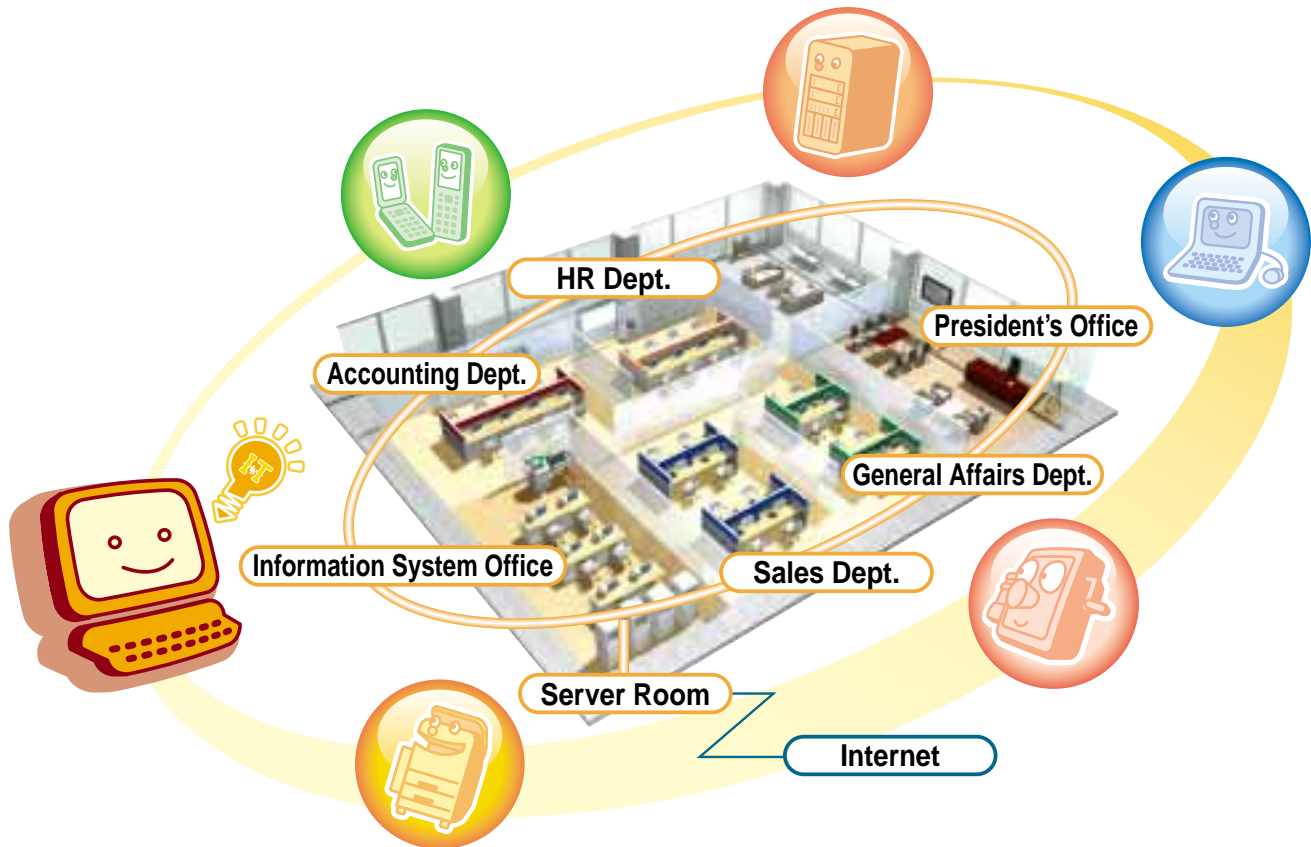 HR Dept.
President's Office
Accounting Dept.
General Affairs Dept.
Information System Office
Sales Dept.
Server Room
Internet